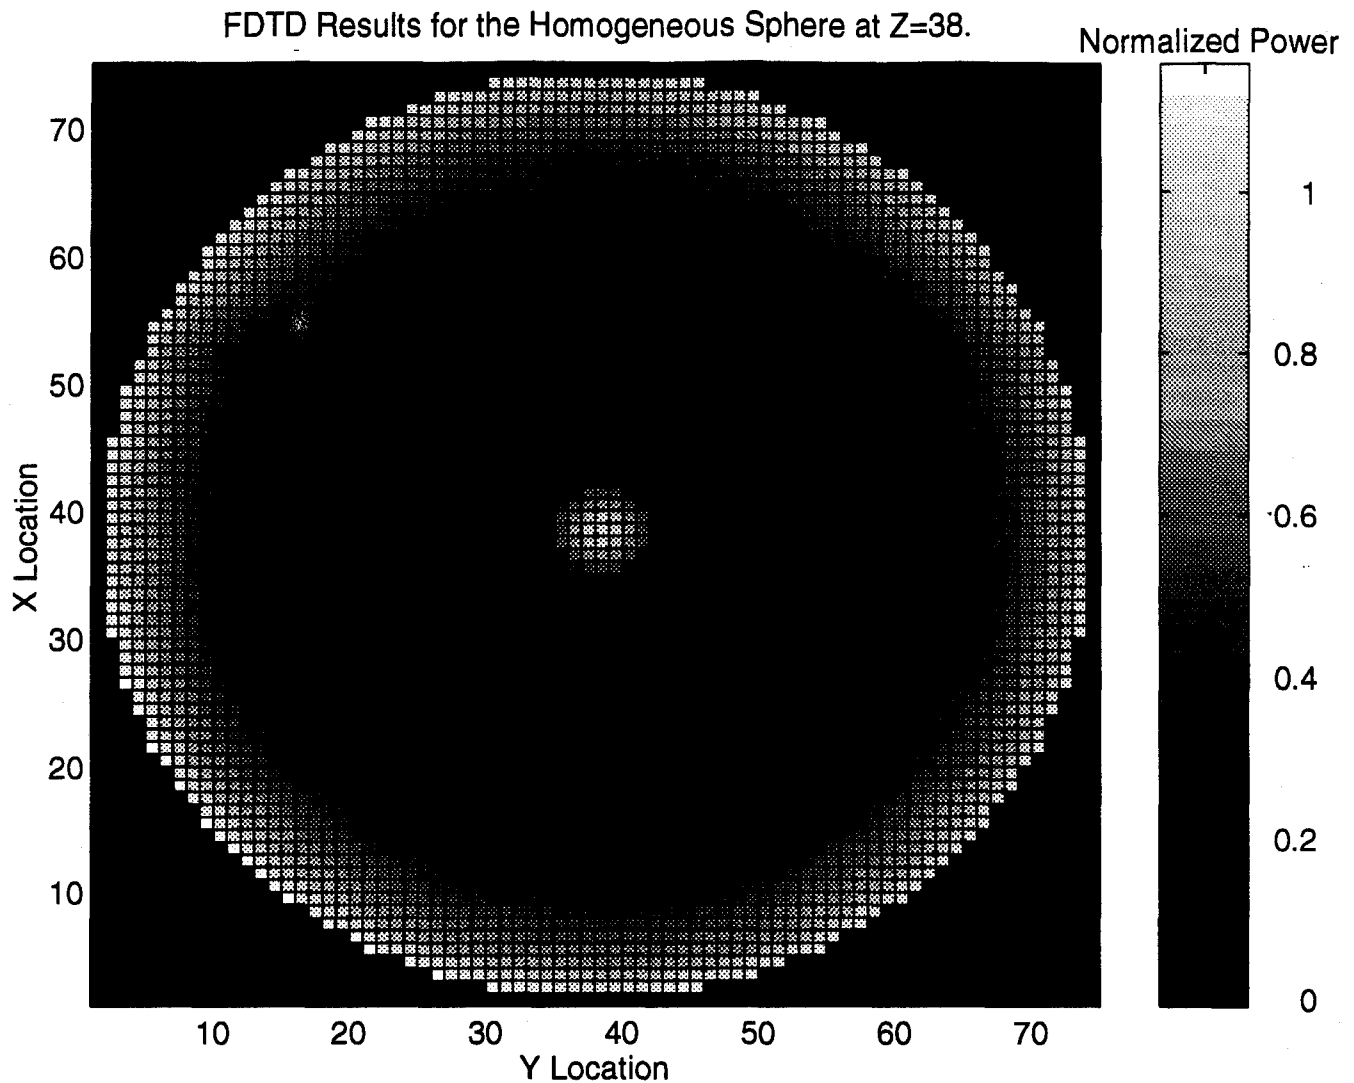 FDTD Results for the Homogeneous Sphere at Z=38.
Normalized Power
70
60
50
40
30
20
10
X Location
10 20 30 40 50 60 70
Y Location
1
0.8
0.6
0.4
0.2
0